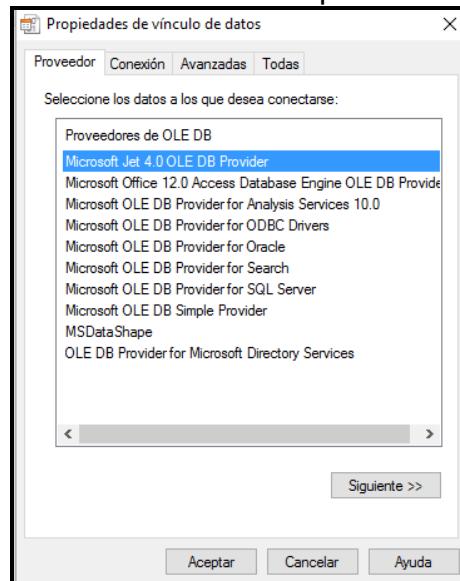 Propiedades de vínculo de datos
Proveedor Conexión Avanzadas Todas
Seleccione los datos a los que desea conectarse:
Proveedores de OLE DB
Microsoft Jet 4.0 OLE DB Provider
Microsoft Office 12.0 Access Database Engine OLE DB Provide
Microsoft OLE DB Provider for Analysis Services 10.0
Microsoft OLE DB Provider for ODBC Drivers
Microsoft OLE DB Provider for Oracle
Microsoft OLE DB Provider for Search
Microsoft OLE DB Provider for SQL Server
Microsoft OLE DB Simple Provider
MSDataShape
OLE DB Provider for Microsoft Directory Services
Siguiente >>
Aceptar Cancelar Ayuda